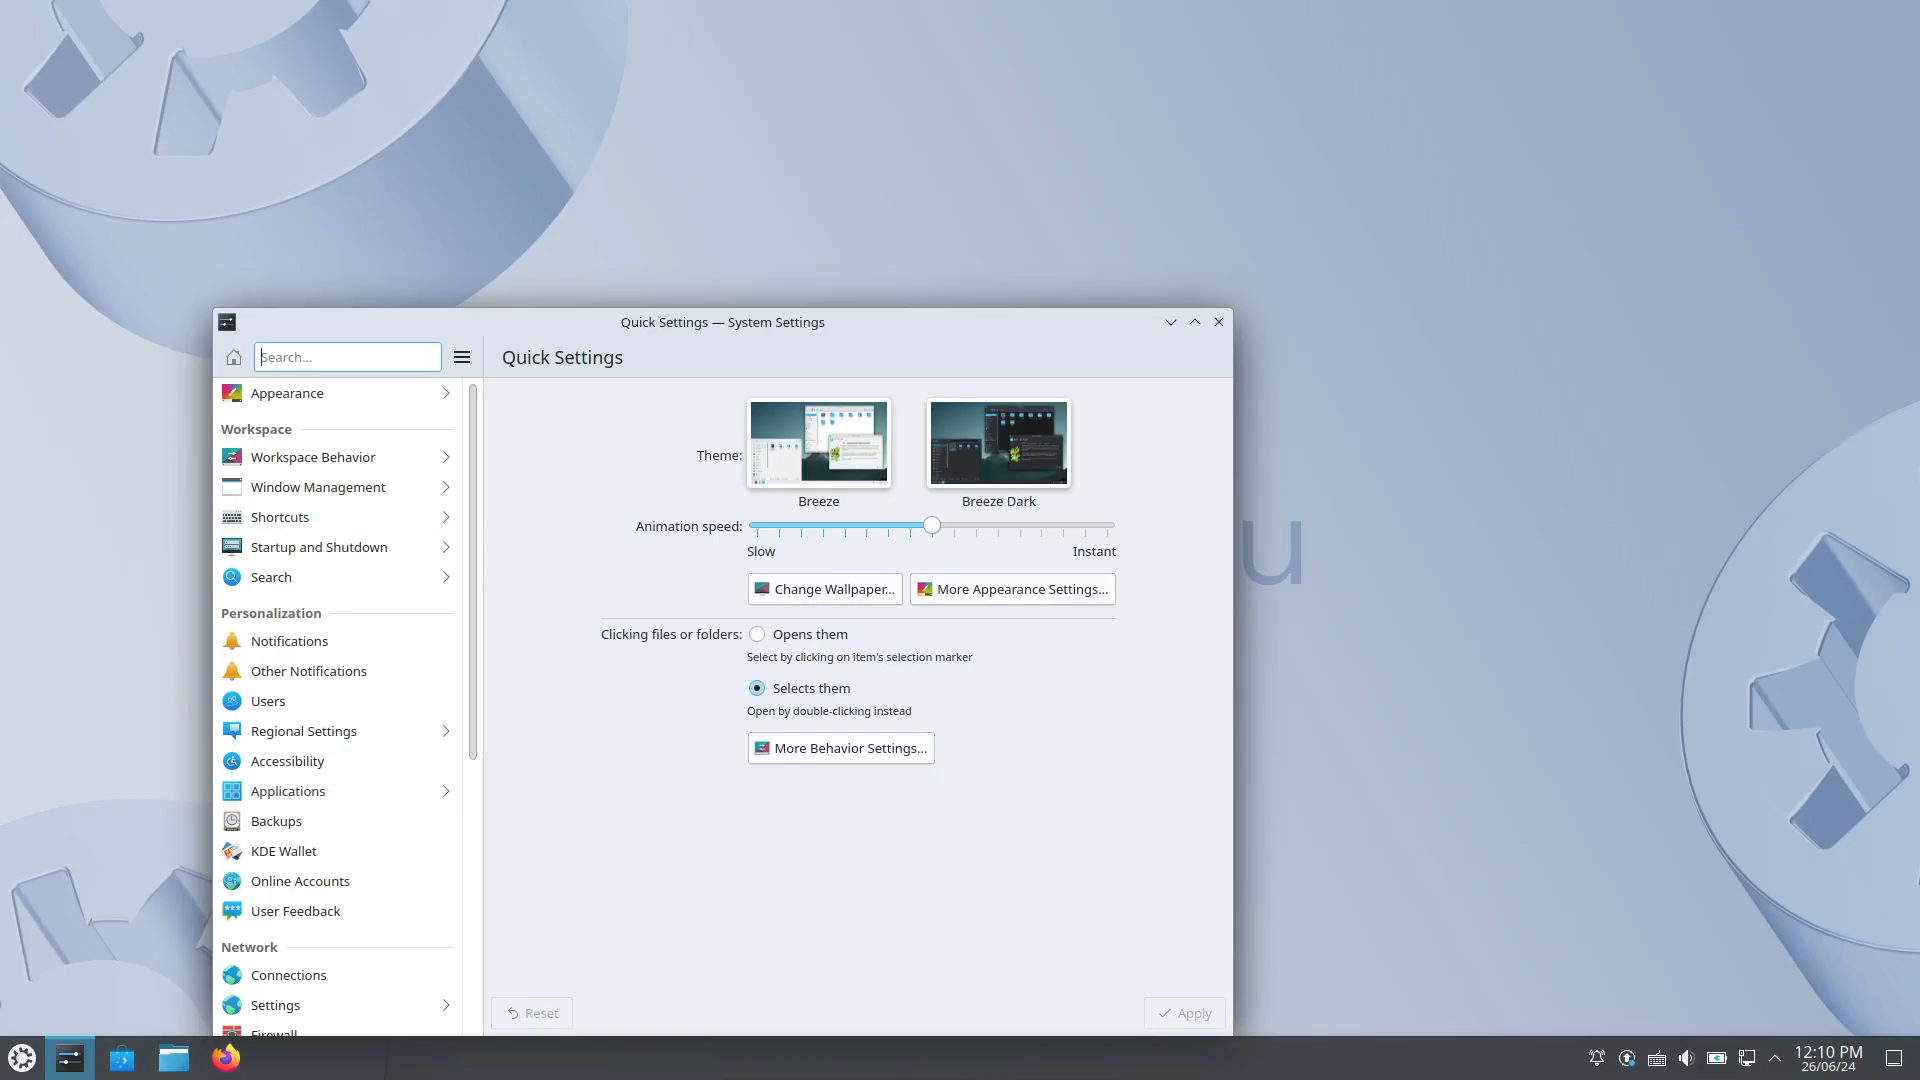 Quick Settings — System Settings
Search...
Quick Settings
Appearance
Workspace
Workspace Behavior
Window Management
Shortcuts
Startup and Shutdown
Search
Personalization
Notifications
Other Notifications
Users
Regional Settings
Accessibility
Applications
Backups
KDE Wallet
Online Accounts
User Feedback
Network
Connections
Settings
Firewall
Theme:
Breeze
Breeze Dark
Animation speed:
Slow
Instant
Change Wallpaper...
More Appearance Settings...
Clicking files or folders:
Opens them
Select by clicking on item's selection marker
Selects them
Open by double-clicking instead
More Behavior Settings...
Reset
Apply
u
12:10 PM
26/06/24